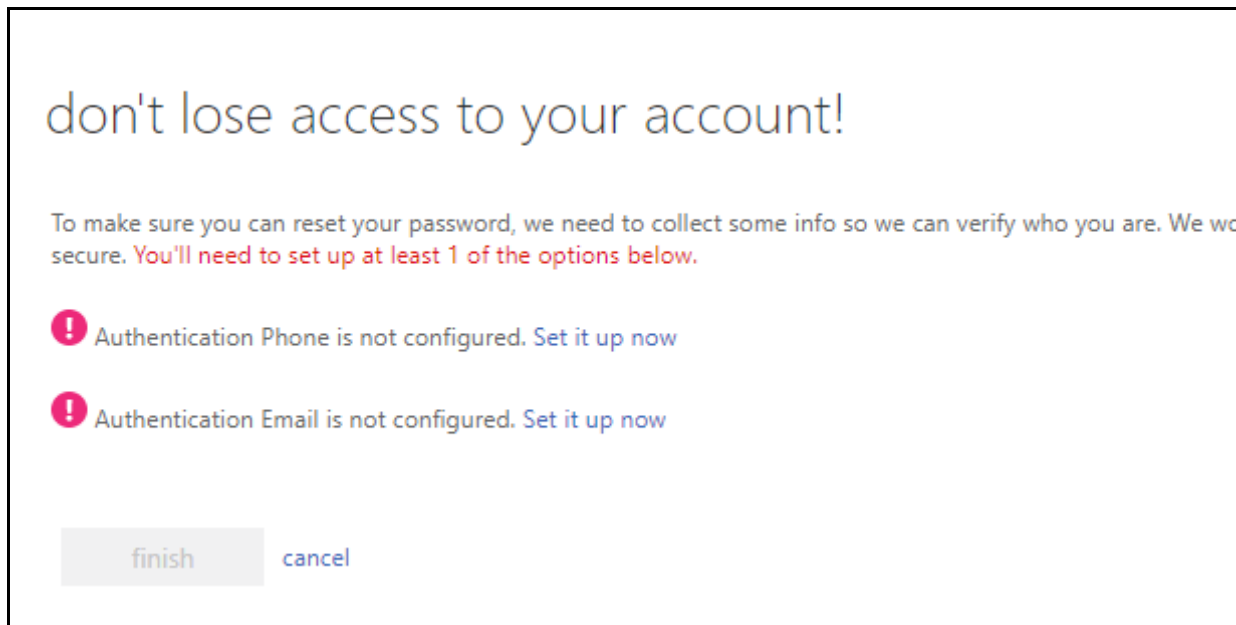 don't lose access to your account!
To make sure you can reset your password, we need to collect some info so we can verify who you are. We
secure. You'll need to set up at least 1 of the options below.
Authentication Phone is not configured. Set it up now
Authentication Email is not configured. Set it up now
finish cancel